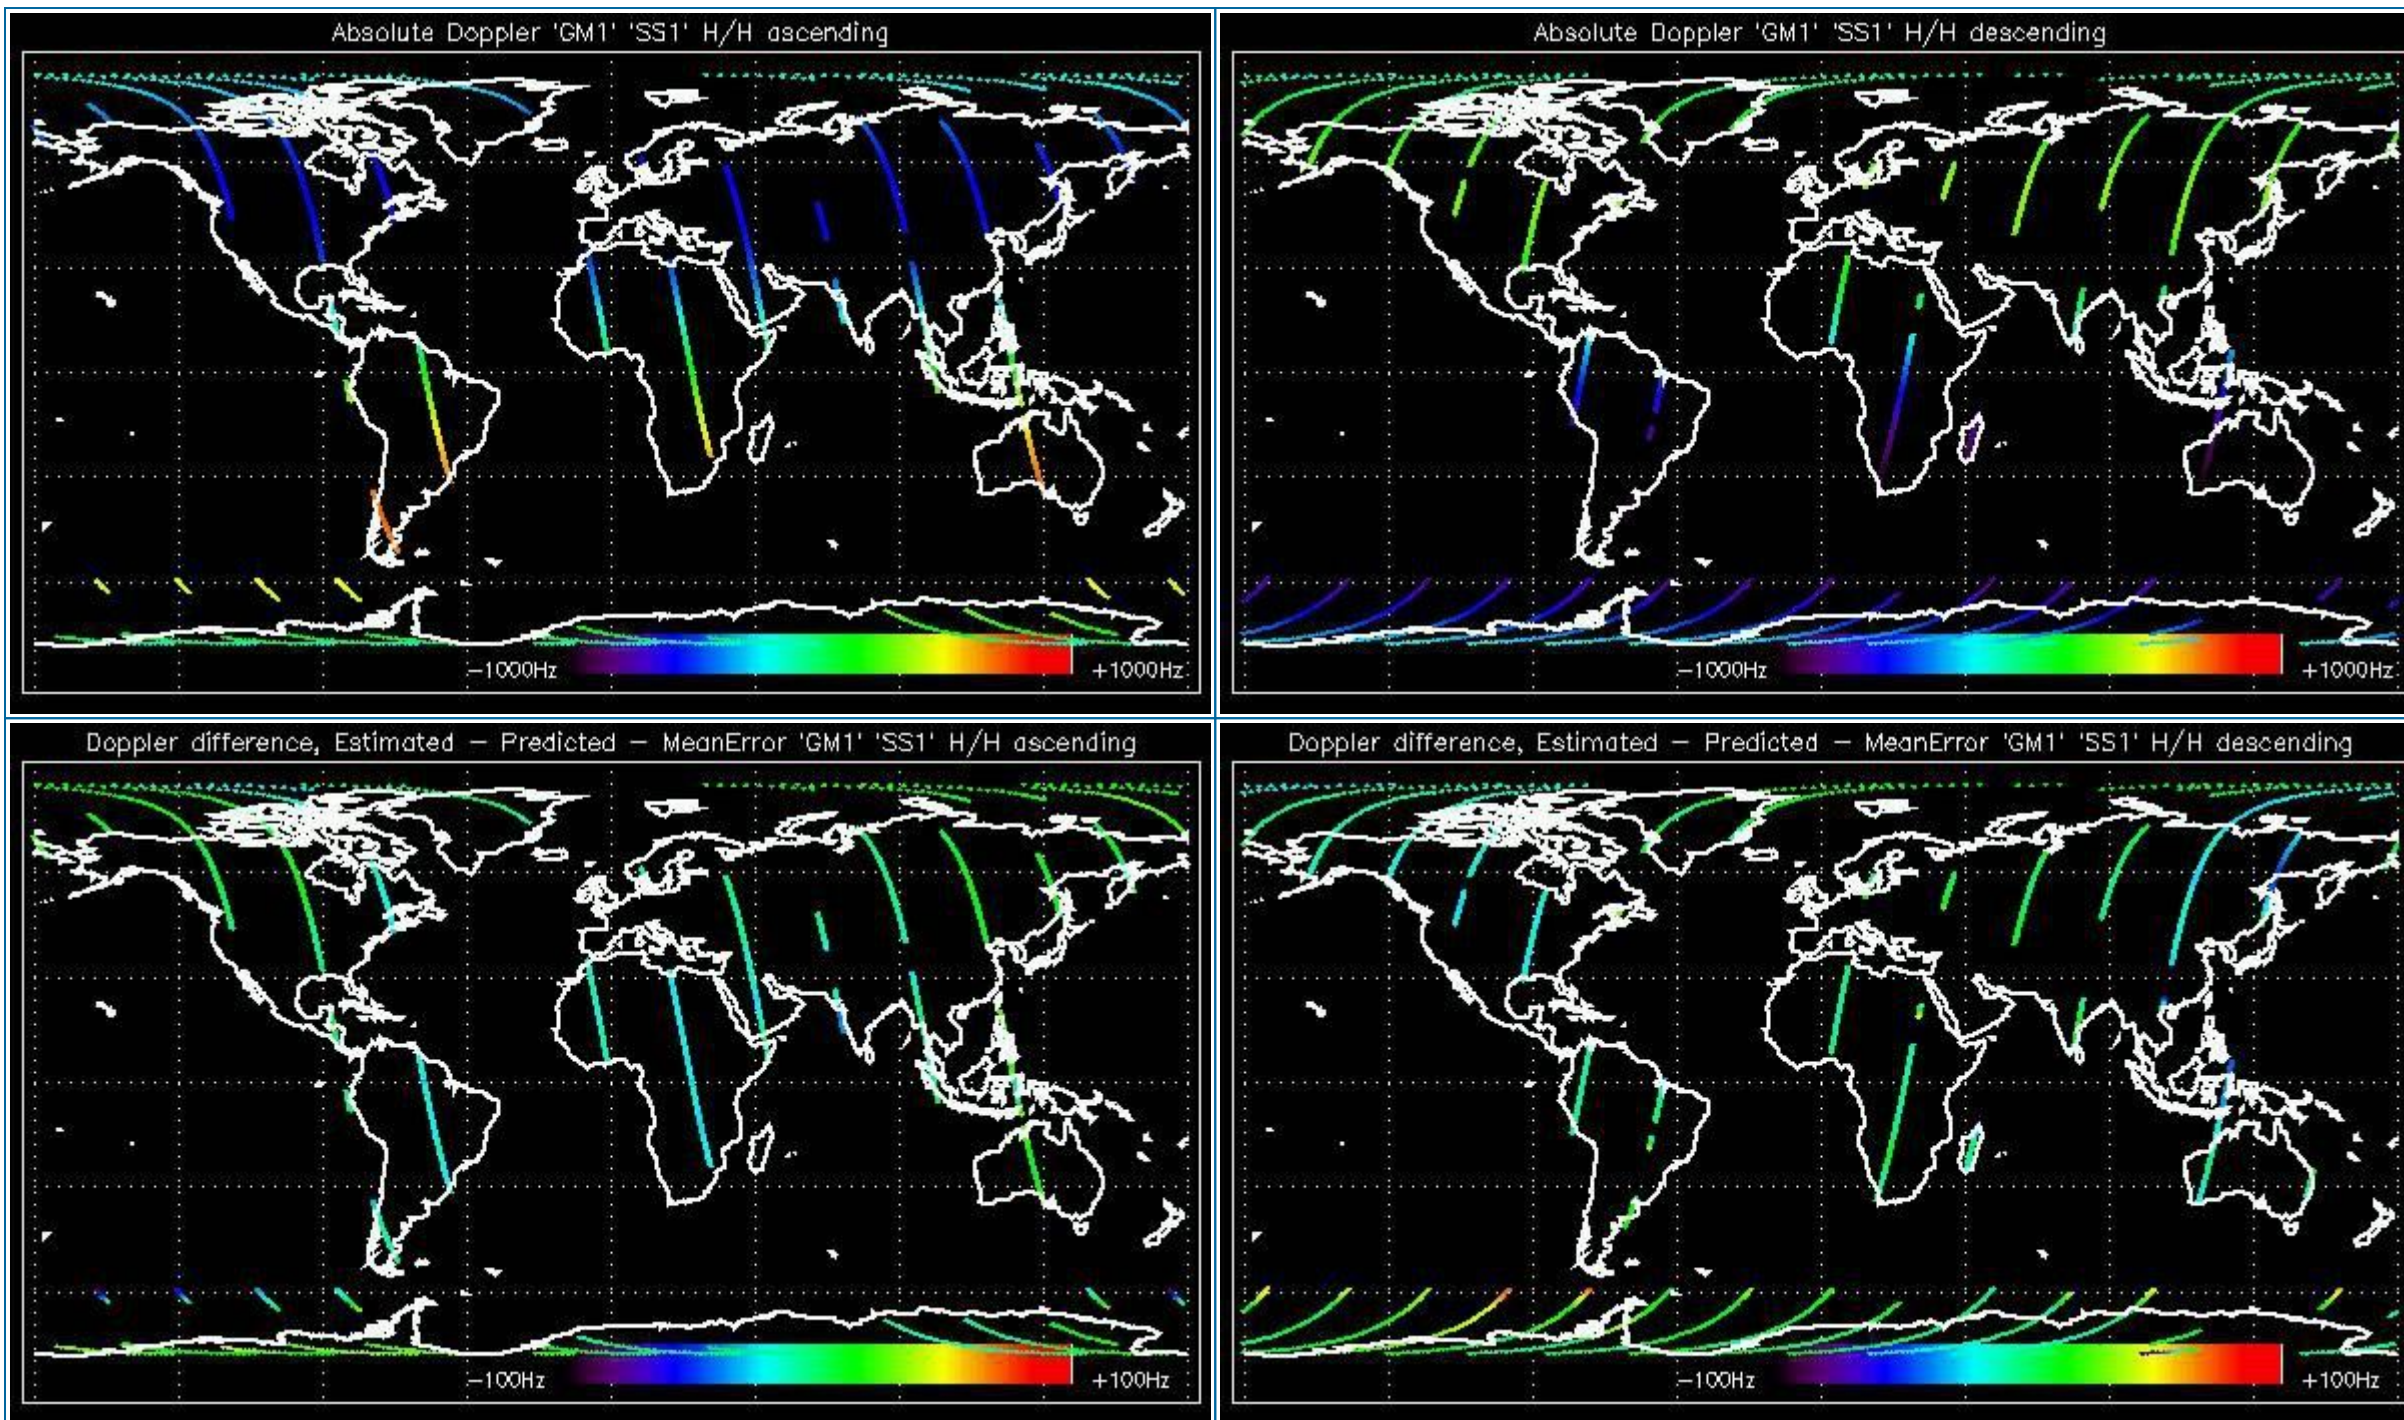 Absolute Doppler 'GM1' 'SS1' H/H ascending
−1000Hz +1000Hz
Absolute Doppler 'GM1' 'SS1' H/H descending
−1000Hz +1000Hz
Doppler difference, Estimated − Predicted − MeanError 'GM1' 'SS1' H/H ascending
−100Hz +100Hz
Doppler difference, Estimated − Predicted − MeanError 'GM1' 'SS1' H/H descending
−100Hz +100Hz